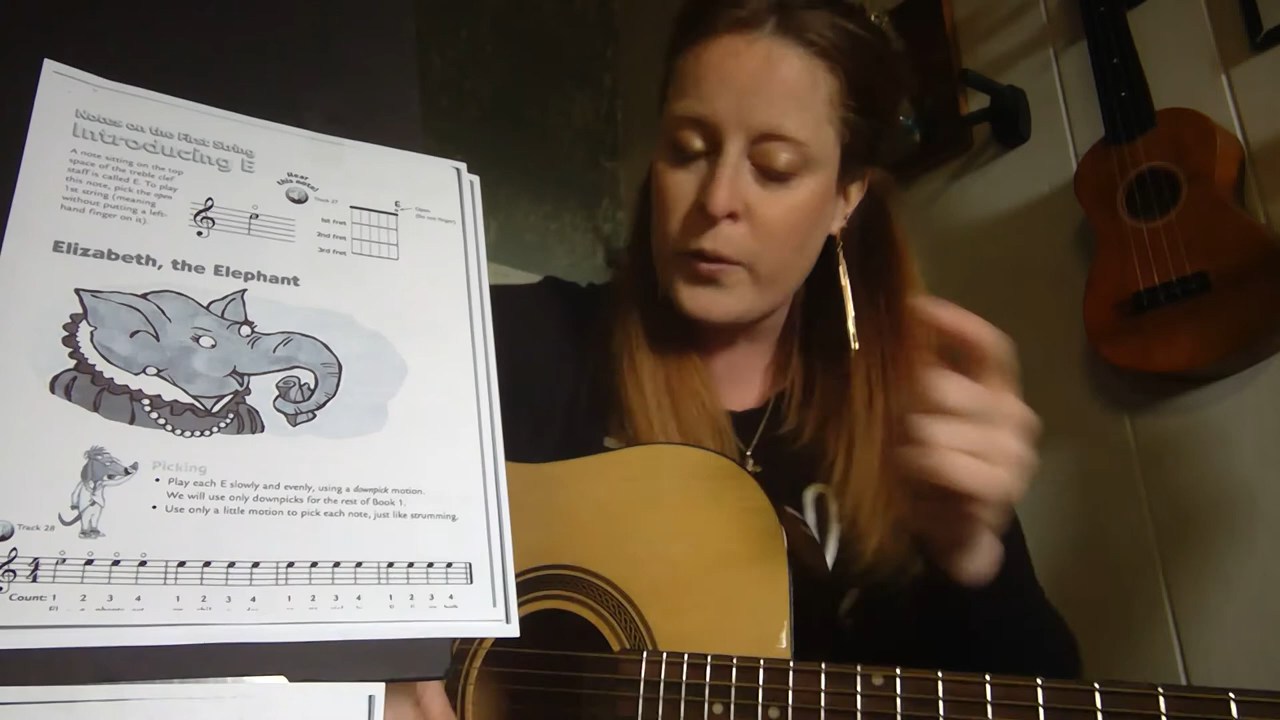 Notes on the First String
Introducing E
A note sitting on the top
space of the treble clef
staff is called E. To play
this note, pick the open
1st string (meaning
without putting a left-
hand finger on it).
Hear
this note!
Track 27
E
Open
1st fret
2nd fret
3rd fret
Elizabeth, the Elephant
Picking
• Play each E slowly and evenly, using a downpick motion.
We will use only downpicks for the rest of Book 1.
• Use only a little motion to pick each note, just like strumming.
Track 28
4
4
Count: 1 2 3 4 1 2 3 4 1 2 3 4 1 2 3 4